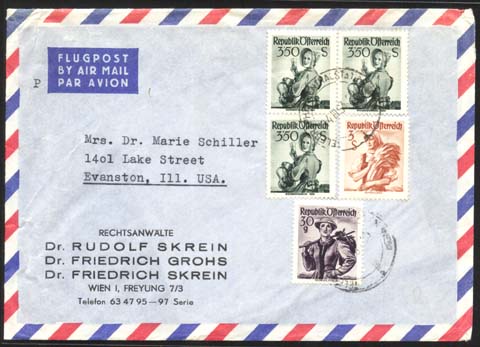 FLUGPOST
BY AIR MAIL
PAR AVION
P
Republik Österreich
350 S
Republik Österreich
350 S
Republik Österreich
350 S
Republik Österreich
3 S
Republik Österreich
30 g
Mrs. Dr. Marie Schiller
14o1 Lake Street
Evanston, Ill. USA.
RECHTSANWÄLTE
Dr. RUDOLF SKREIN
Dr. FRIEDRICH GROHS
Dr. FRIEDRICH SKREIN
WIEN I, FREYUNG 7/3
Telefon 63 47 95 — 97 Serie